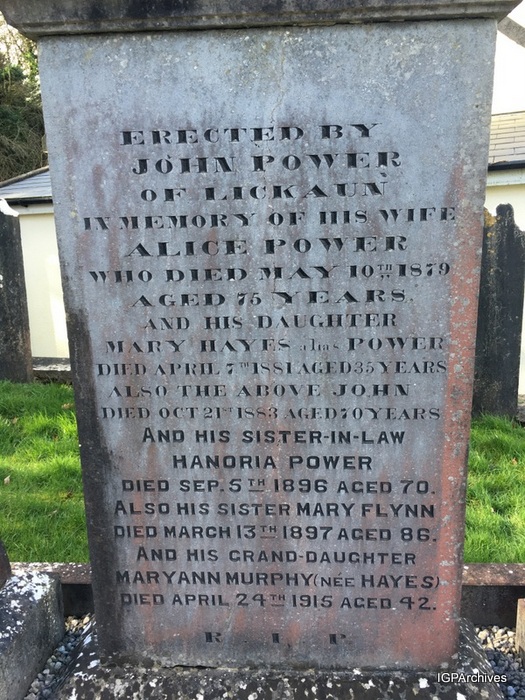 ERECTED BY
JOHN POWER
OF LICKAUN
IN MEMORY OF HIS WIFE
ALICE POWER
WHO DIED MAY 10TH 1879
AGED 75 YEARS.
AND HIS DAUGHTER
MARY HAYES alias POWER
DIED APRIL 7TH 1881 AGED 35 YEARS
ALSO THE ABOVE JOHN
DIED OCT 21ST 1883 AGED 70 YEARS
AND HIS SISTER-IN-LAW
HANORIA POWER
DIED SEP. 5TH 1896 AGED 70.
ALSO HIS SISTER MARY FLYNN
DIED MARCH 13TH 1897 AGED 86.
AND HIS GRAND-DAUGHTER
MARYANN MURPHY (NÉE HAYES)
DIED APRIL 24TH 1915 AGED 42.
R. I. P.
IGPArchives